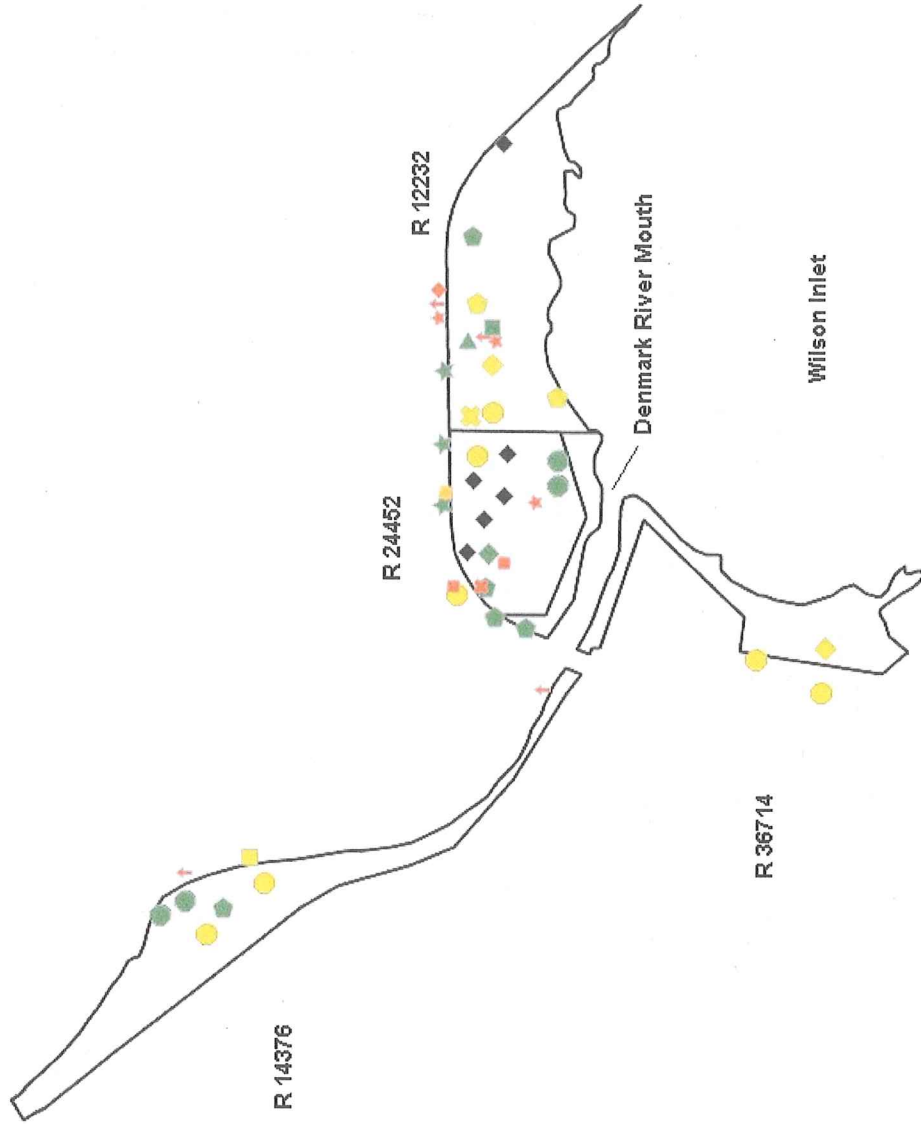 R 12232
R 24452
Denmark River Mouth
Wilson Inlet
R 36714
R 14376